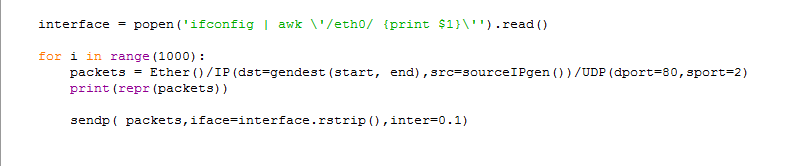 interface = popen('ifconfig | awk \'/eth0/ {print $1}\'').read()
for i in range(1000):
packets = Ether()/IP(dst=gendest(start, end),src=sourceIPgen())/UDP(dport=80,sport=2)
print(repr(packets))
sendp( packets,iface=interface.rstrip(),inter=0.1)